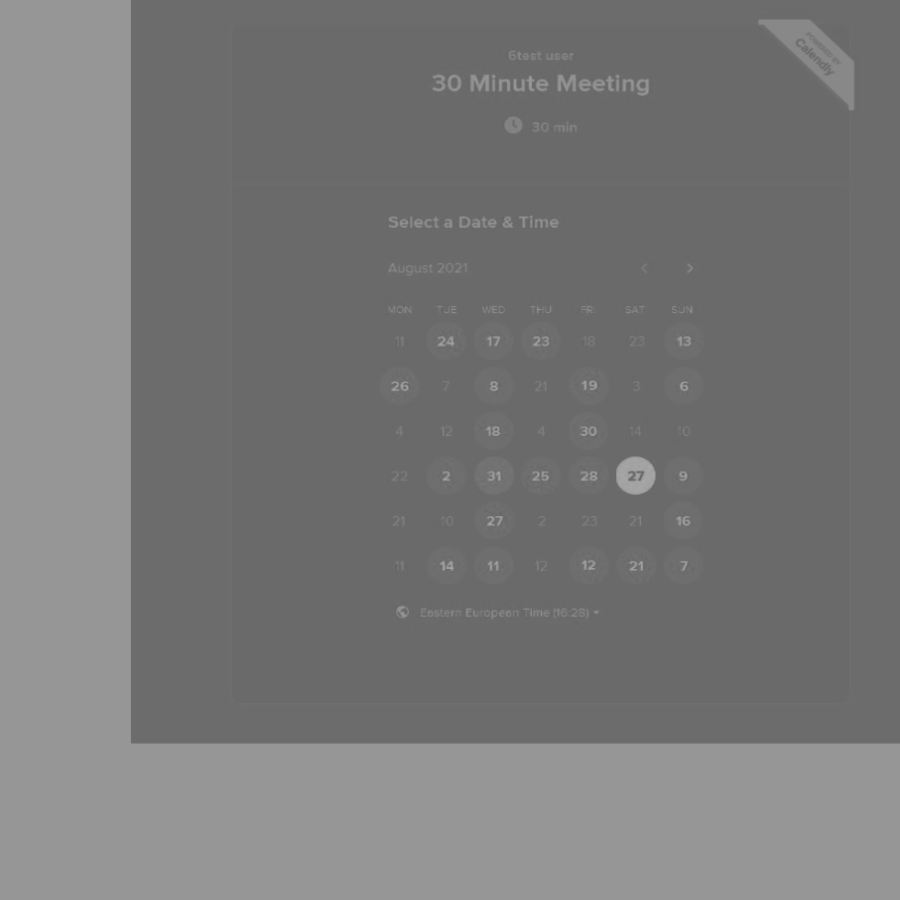 POWERED BY
Calendly
6test user
30 Minute Meeting
30 min
Select a Date & Time
August 2021
MON TUE WED THU FRI SAT SUN
11 24 17 23 18 23 13
26 7 8 21 19 3 6
4 12 18 4 30 14 10
22 2 31 25 28 27 9
21 10 27 2 23 21 16
11 14 11 12 12 21 7
Eastern European Time (16:28)